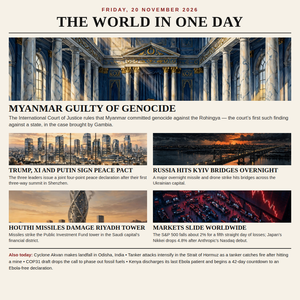 FRIDAY, 20 NOVEMBER 2026
THE WORLD IN ONE DAY
MYANMAR GUILTY OF GENOCIDE
The International Court of Justice rules that Myanmar committed genocide against the Rohingya — the court's first such finding
against a state, in the case brought by Gambia.
TRUMP, XI AND PUTIN SIGN PEACE PACT
The three leaders issue a joint four-point peace declaration after their first
three-way summit in Shenzhen.
RUSSIA HITS KYIV BRIDGES OVERNIGHT
A major overnight missile and drone strike hits bridges across the
Ukrainian capital.
HOUTHI MISSILES DAMAGE RIYADH TOWER
Missiles strike the Public Investment Fund tower in the Saudi capital's
financial district.
MARKETS SLIDE WORLDWIDE
The S&P 500 falls about 2% for a fifth day of losses; Japan's
Nikkei drops 4.8% after Anthropic's Nasdaq debut.
Also today: Cyclone Akvan makes landfall in Odisha, India • Tanker attacks intensify in the Strait of Hormuz as a tanker catches fire after hitting
a mine • COP31 draft drops the call to phase out fossil fuels • Kenya discharges its last Ebola patient and begins a 42-day countdown to an
Ebola-free declaration.